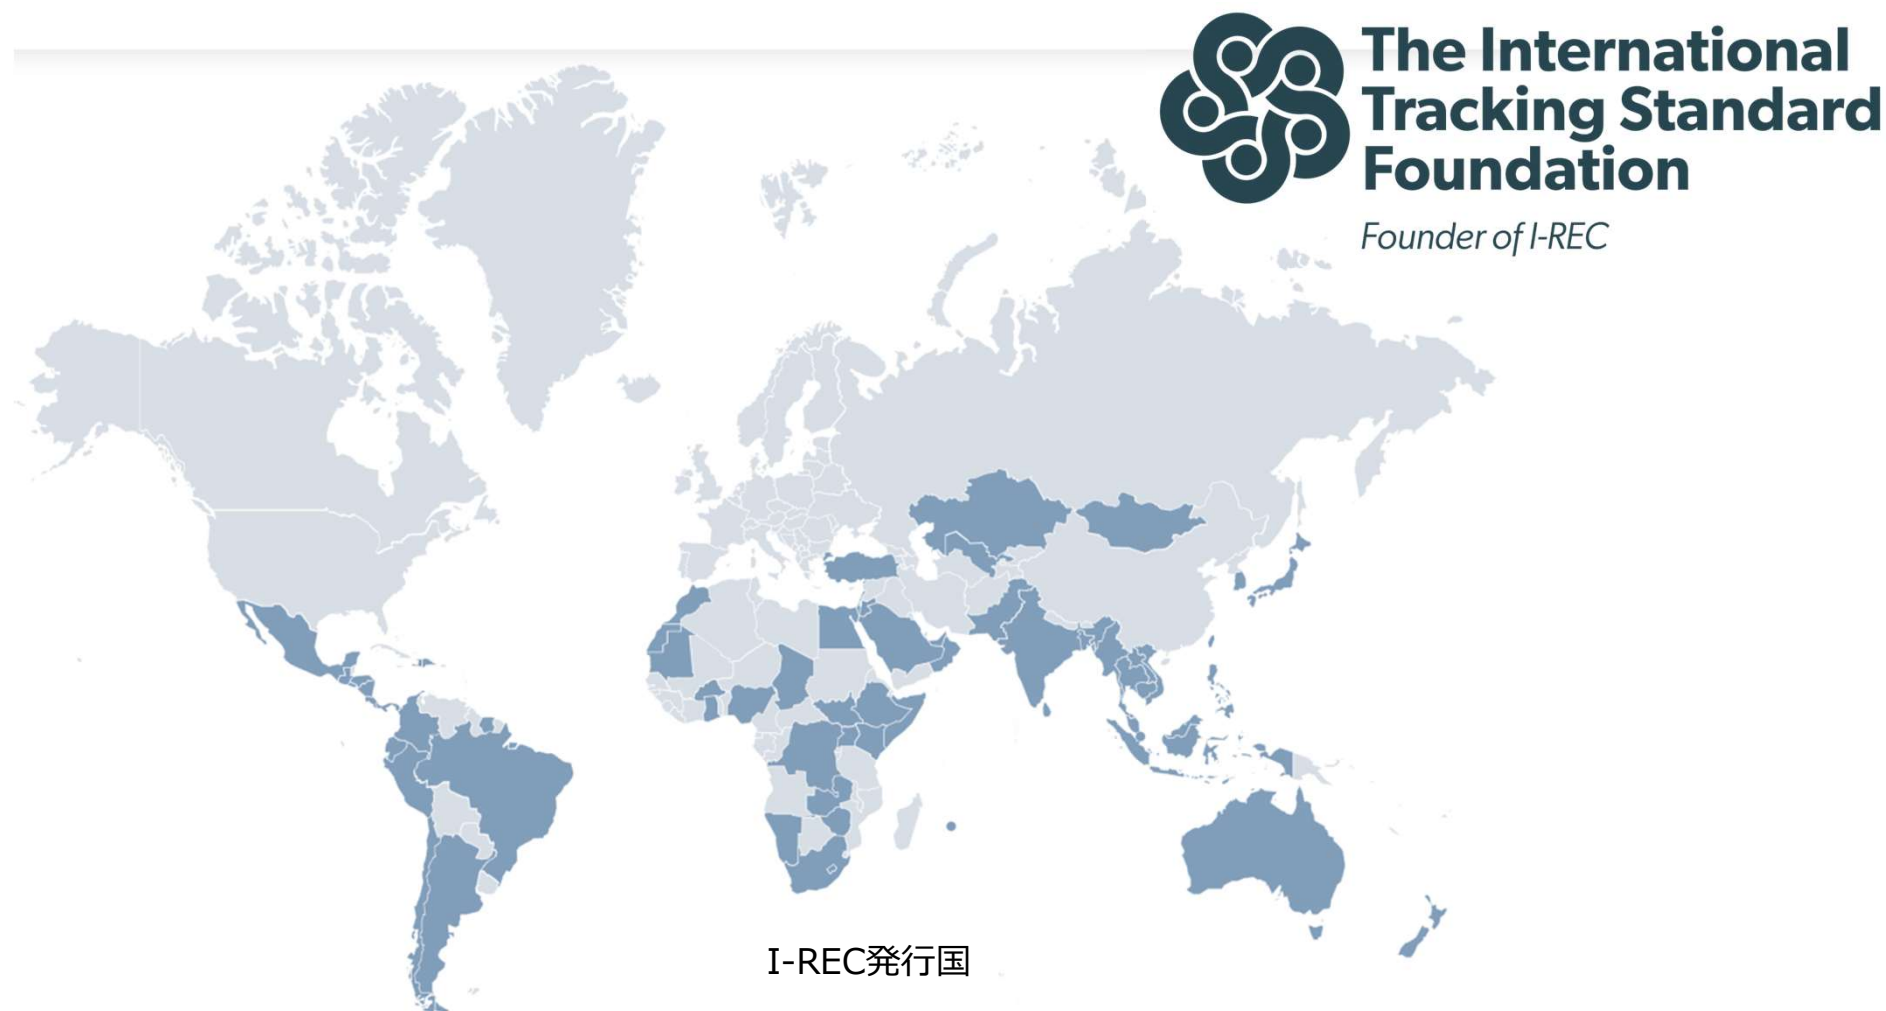 The International
Tracking Standard
Foundation
Founder of I-REC
I-REC発行国